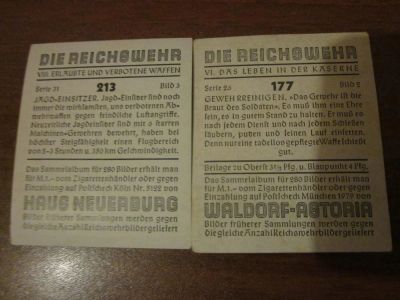 DIE REICHSWEHR
VIII. ERLAUBTE UND VERBOTENE WAFFEN
Serie 31 213 Bild 3
JAGD-EINSITZER. Jagd-Einsitzer sind noch
immer die wirksamsten, uns verbotenen Ab-
wehrwaffen gegen feindliche Luftangriffe.
Neuzeitliche Jagdeinsitzer sind mit 2 starren
Maschinen-Gewehren bewehrt, haben bei
höchster Steigfähigkeit einen Flugbereich
von 2-3 Stunden u. 350 km Geschwindigkeit.
Das Sammelalbum für 280 Bilder erhält man
für M.1.- vom Zigarettenhändler oder gegen
Einzahlung auf Postscheck Köln Nr. 5122 von
HAUS NEUERBURG
Bilder früherer Sammlungen werden gegen
die gleiche Anzahl Reichswehrbilder geliefert
DIE REICHSWEHR
VI. DAS LEBEN IN DER KASERNE
Serie 25 177 Bild 2
GEWEHRREINIGEN. »Das Gewehr ist die
Braut des Soldaten«. Es muß ihm eine Ehre
sein, es in gutem Stand zu halten. Er muß es
nach jedem Dienst und nach jedem Schießen
säubern, putzen und seinen Lauf einfetten.
Denn nur eine tadellos gepflegte Waffe schießt
gut.
Beilage zu Oberst 3⅓ Pfg. u. Blaupunkt 4 Pfg.
Das Sammelalbum für 280 Bilder erhält man
für M.1.- vom Zigarettenhändler oder gegen
Einzahlung auf Postscheck München 1979 von
WALDORF-ASTORIA
Bilder früherer Sammlungen werden gegen
die gleiche Anzahl Reichswehrbilder geliefert